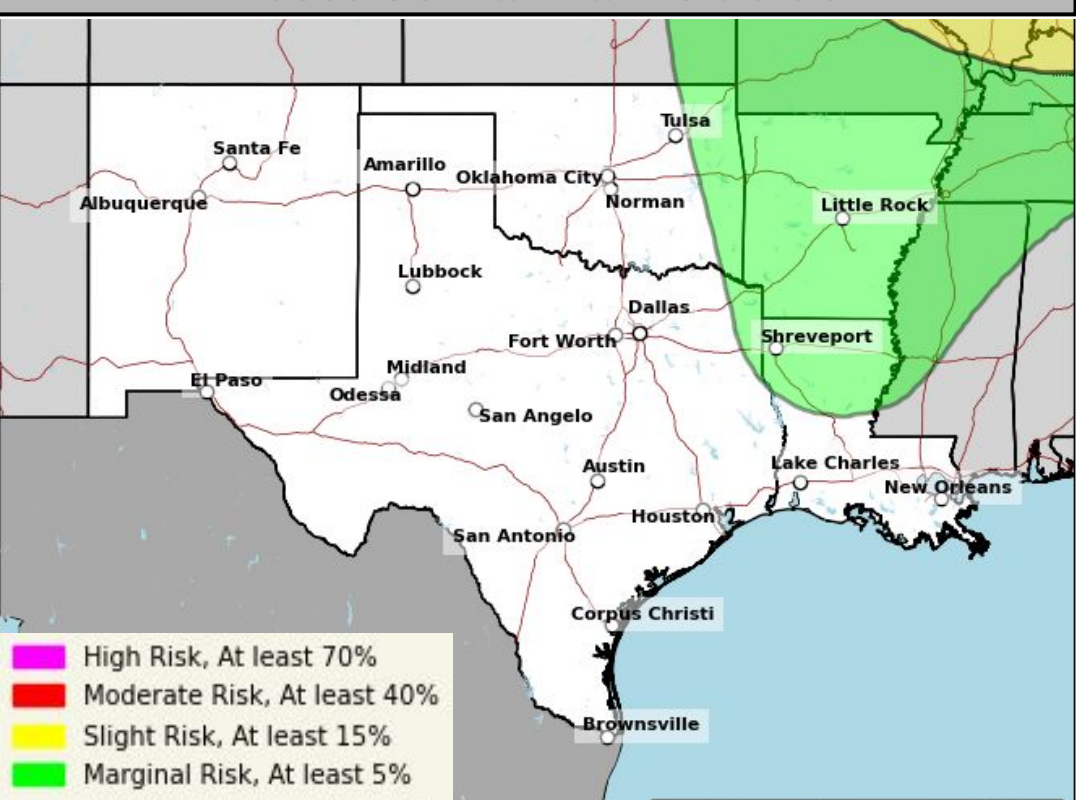 Tulsa
Santa Fe
Amarillo
Oklahoma City
Albuquerque
Norman
Little Rock
Lubbock
Dallas
Fort Worth
Shreveport
Midland
El Paso
Odessa
San Angelo
Austin
Lake Charles
New Orleans
Houston
San Antonio
Corpus Christi
Brownsville
High Risk, At least 70%
Moderate Risk, At least 40%
Slight Risk, At least 15%
Marginal Risk, At least 5%